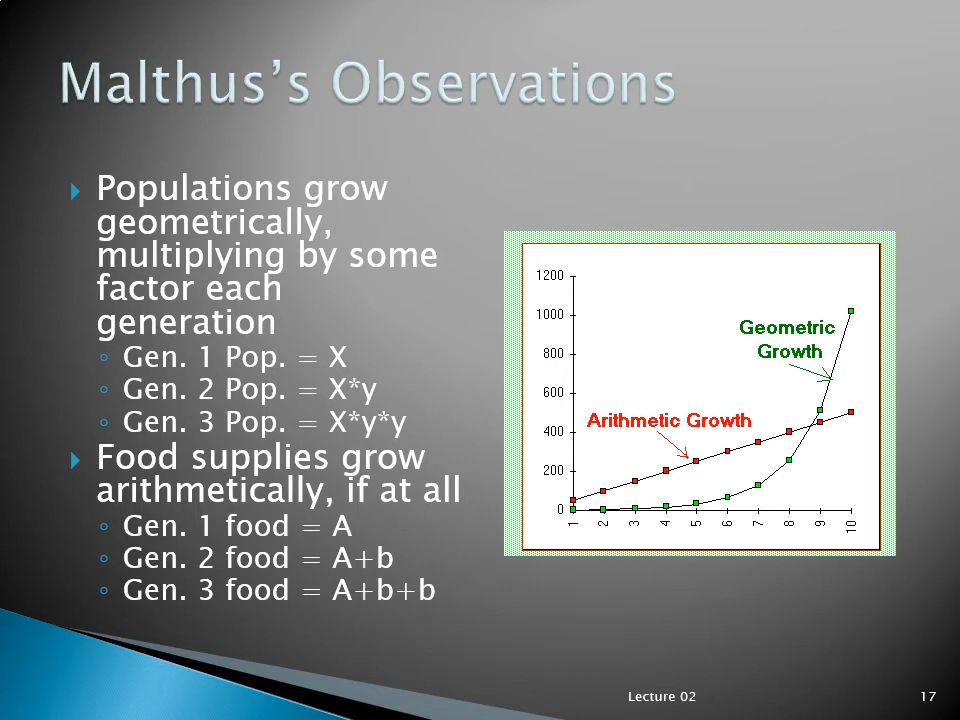 Malthus’s Observations
Populations grow
geometrically,
multiplying by some
factor each
generation
Gen. 1 Pop. = X
Gen. 2 Pop. = X*y
Gen. 3 Pop. = X*y*y
Food supplies grow
arithmetically, if at all
Gen. 1 food = A
Gen. 2 food = A+b
Gen. 3 food = A+b+b
1200
1000
800
600
400
200
0
Geometric
Growth
Arithmetic Growth
1 2 3 4 5 6 7 8 9 10
Lecture 02 17